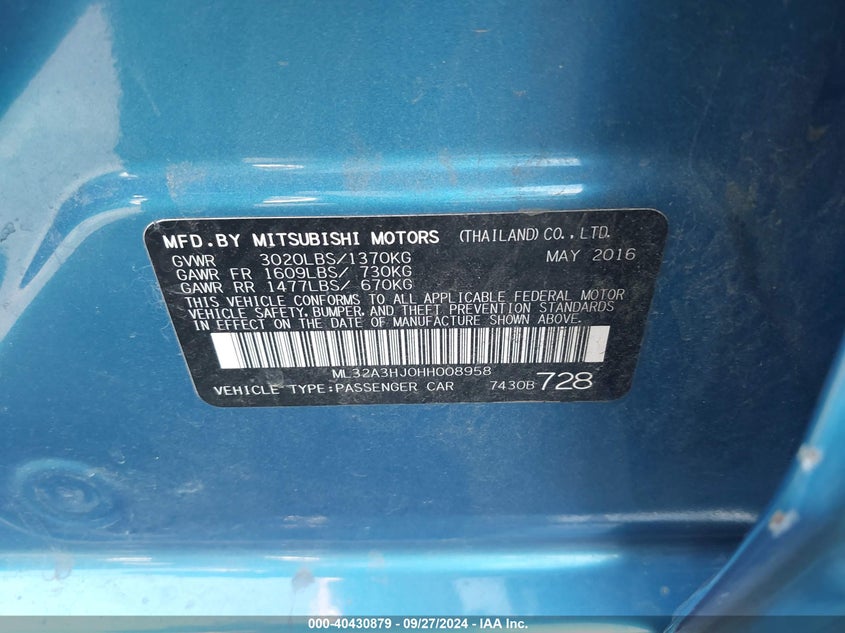 MFD. BY MITSUBISHI MOTORS (THAILAND) CO., LTD.
GVWR 3020LBS/1370KG MAY 2016
GAWR FR 1609LBS/ 730KG
GAWR RR 1477LBS/ 670KG
THIS VEHICLE CONFORMS TO ALL APPLICABLE FEDERAL MOTOR
VEHICLE SAFETY, BUMPER, AND THEFT PREVENTION STANDARDS
IN EFFECT ON THE DATE OF MANUFACTURE SHOWN ABOVE.
ML32A3HJ0HH008958
VEHICLE TYPE:PASSENGER CAR 7430B 728
000-40430879 - 09/27/2024 - IAA Inc.